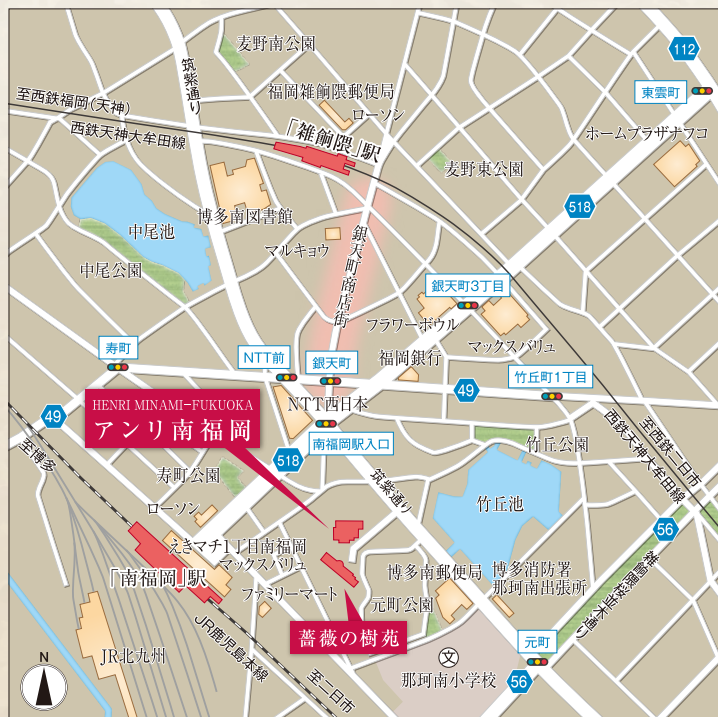 麦野南公園
112
筑紫通り
福岡雑餉隈郵便局
東雲町
至西鉄福岡(天神)
ローソン
西鉄天神大牟田線
「雑餉隈」駅
ホームプラザナフコ
麦野東公園
博多南図書館
518
中尾池
マルキョウ
銀天町商店街
中尾公園
銀天町3丁目
フラワーボウル
マックスバリュ
寿町
NTT前
銀天町
福岡銀行
竹丘町1丁目
49
HENRI MINAMI-FUKUOKA
アンリ南福岡
NTT西日本
49
南福岡駅入口
竹丘公園
至西鉄二日市
西鉄天神大牟田線
至博多
518
寿町公園
筑紫通り
竹丘池
ローソン
56
えきマチ1丁目南福岡
マックスバリュ
「南福岡」駅
ファミリーマート
博多南郵便局
博多消防署
那珂南出張所
雑餉隈桜並木通り
元町公園
薔薇の樹苑
JR鹿児島本線
元町
JR北九州
文
那珂南小学校
至二日市
56
N